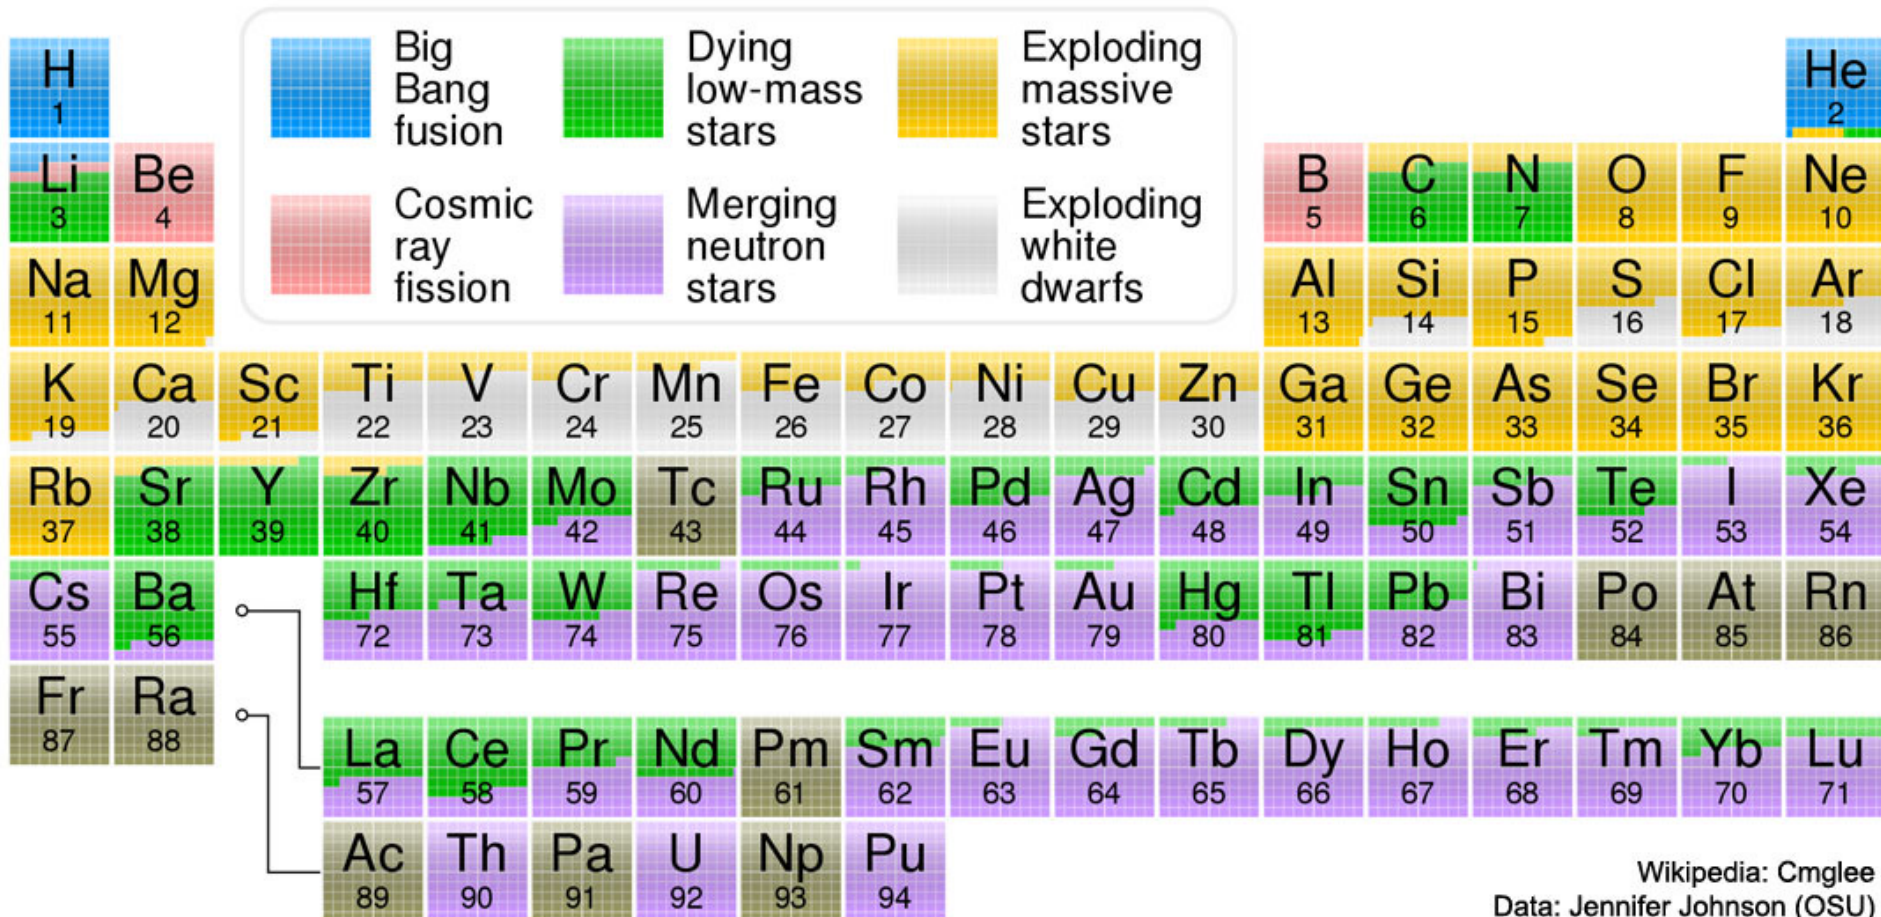 Big Bang fusion
Dying low-mass stars
Exploding massive stars
Cosmic ray fission
Merging neutron stars
Exploding white dwarfs
H He
1 2
Li Be B C N O F Ne
3 4 5 6 7 8 9 10
Na Mg Al Si P S Cl Ar
11 12 13 14 15 16 17 18
K Ca Sc Ti V Cr Mn Fe Co Ni Cu Zn Ga Ge As Se Br Kr
19 20 21 22 23 24 25 26 27 28 29 30 31 32 33 34 35 36
Rb Sr Y Zr Nb Mo Tc Ru Rh Pd Ag Cd In Sn Sb Te I Xe
37 38 39 40 41 42 43 44 45 46 47 48 49 50 51 52 53 54
Cs Ba Hf Ta W Re Os Ir Pt Au Hg Tl Pb Bi Po At Rn
55 56 72 73 74 75 76 77 78 79 80 81 82 83 84 85 86
Fr Ra
87 88
La Ce Pr Nd Pm Sm Eu Gd Tb Dy Ho Er Tm Yb Lu
57 58 59 60 61 62 63 64 65 66 67 68 69 70 71
Ac Th Pa U Np Pu
89 90 91 92 93 94
Wikipedia: Cmglee
Data: Jennifer Johnson (OSU)